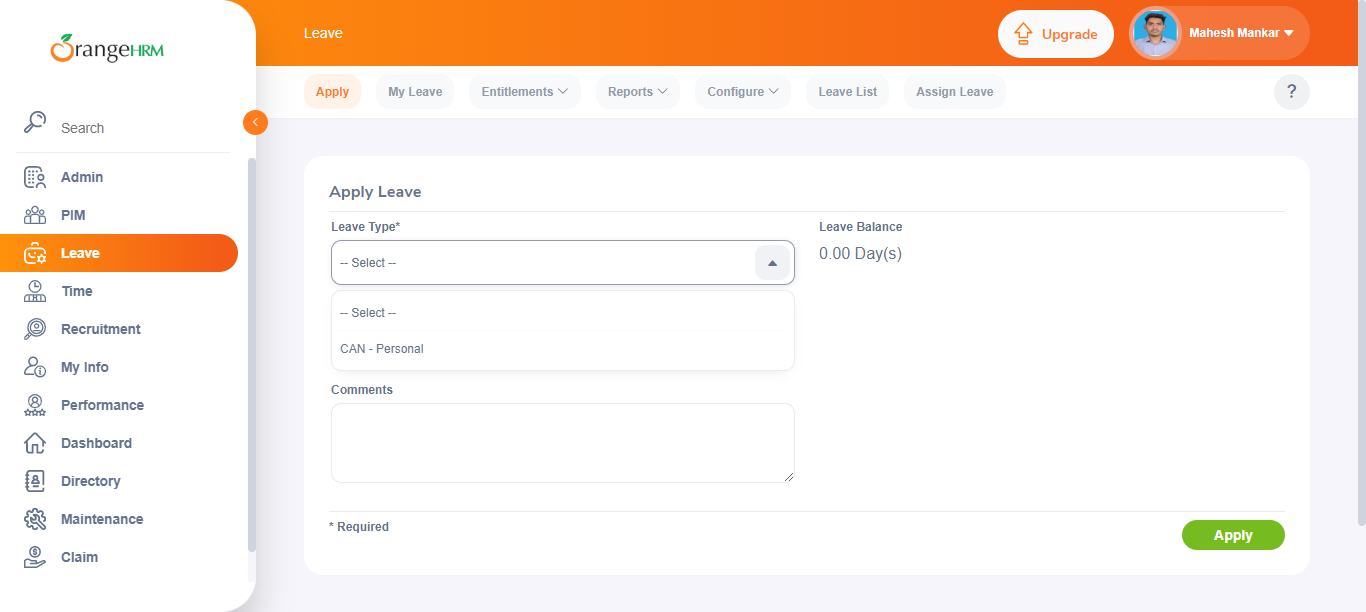 OrangeHRM
Search
Admin
PIM
Leave
Time
Recruitment
My Info
Performance
Dashboard
Directory
Maintenance
Claim
Leave
Upgrade
Mahesh Mankar
Apply
My Leave
Entitlements
Reports
Configure
Leave List
Assign Leave
?
Apply Leave
Leave Type*
-- Select --
-- Select --
CAN - Personal
Leave Balance
0.00 Day(s)
Comments
* Required
Apply